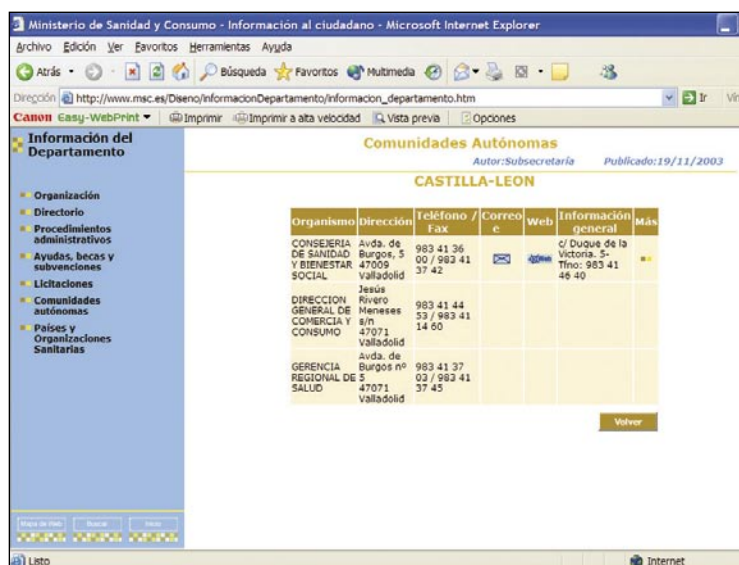 Ministerio de Sanidad y Consumo - Información al ciudadano - Microsoft Internet Explorer
Archivo Edición Ver Favoritos Herramientas Ayuda
Atrás Búsqueda Favoritos Multimedia
Dirección http://www.msc.es/Diseno/informacionDepartamento/informacion_departamento.htm Ir
Canon Easy-WebPrint Imprimir Imprimir a alta velocidad Vista previa Opciones
Información del
Departamento
Organización
Directorio
Procedimientos
administrativos
Ayudas, becas y
subvenciones
Licitaciones
Comunidades
autónomas
Países y
Organizaciones
Sanitarias
Mapa de Web Buscar Inicio
Comunidades Autónomas
Autor:Subsecretaría Publicado:19/11/2003
CASTILLA-LEON
Organismo Dirección Teléfono / Fax Correo e Web Información general Más
CONSEJERIA DE SANIDAD Y BIENESTAR SOCIAL
Avda. de Burgos, 5 47009 Valladolid
983 41 36 00 / 983 41 37 42
c/ Duque de la Victoria. 5- Tfno: 983 41 46 40
DIRECCION GENERAL DE COMERCIA Y CONSUMO
Jesús Rivero Meneses s/n 47071 Valladolid
983 41 44 53 / 983 41 14 60
GERENCIA REGIONAL DE SALUD
Avda. de Burgos nº 5 47071 Valladolid
983 41 37 03 / 983 41 37 45
Volver
Listo Internet